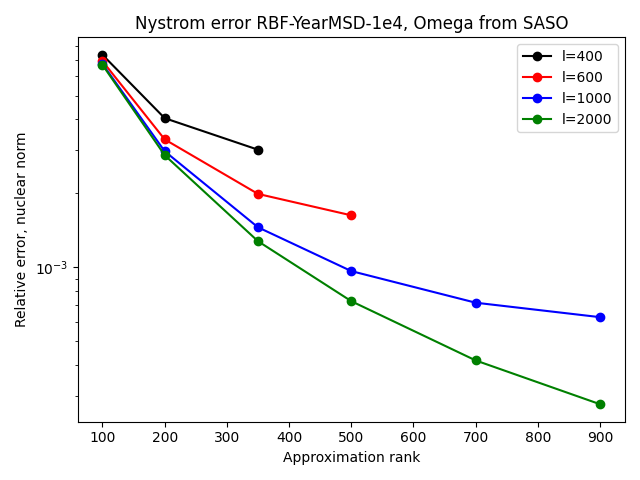 Nystrom error RBF-YearMSD-1e4, Omega from SASO
l=400
l=600
l=1000
l=2000
Relative error, nuclear norm
10^{-3}
100 200 300 400 500 600 700 800 900
Approximation rank